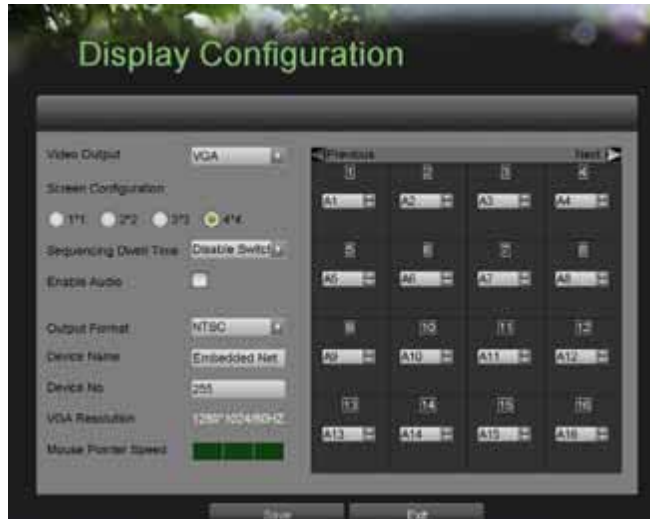 Display Configuration
Video Output VGA
Screen Configuration
1*1 2*2 3*3 4*4
Sequencing Dwell Time Disable Switch
Enable Audio
Output Format NTSC
Device Name Embedded Net
Device No 255
VGA Resolution 1280*1024/60HZ
Mouse Pointer Speed
Previous Next
1 2 3 4
A1 A2 A3 A4
5 6 7 8
A5 A6 A7 A8
9 10 11 12
A9 A10 A11 A12
13 14 15 16
A13 A14 A15 A16
Save Exit